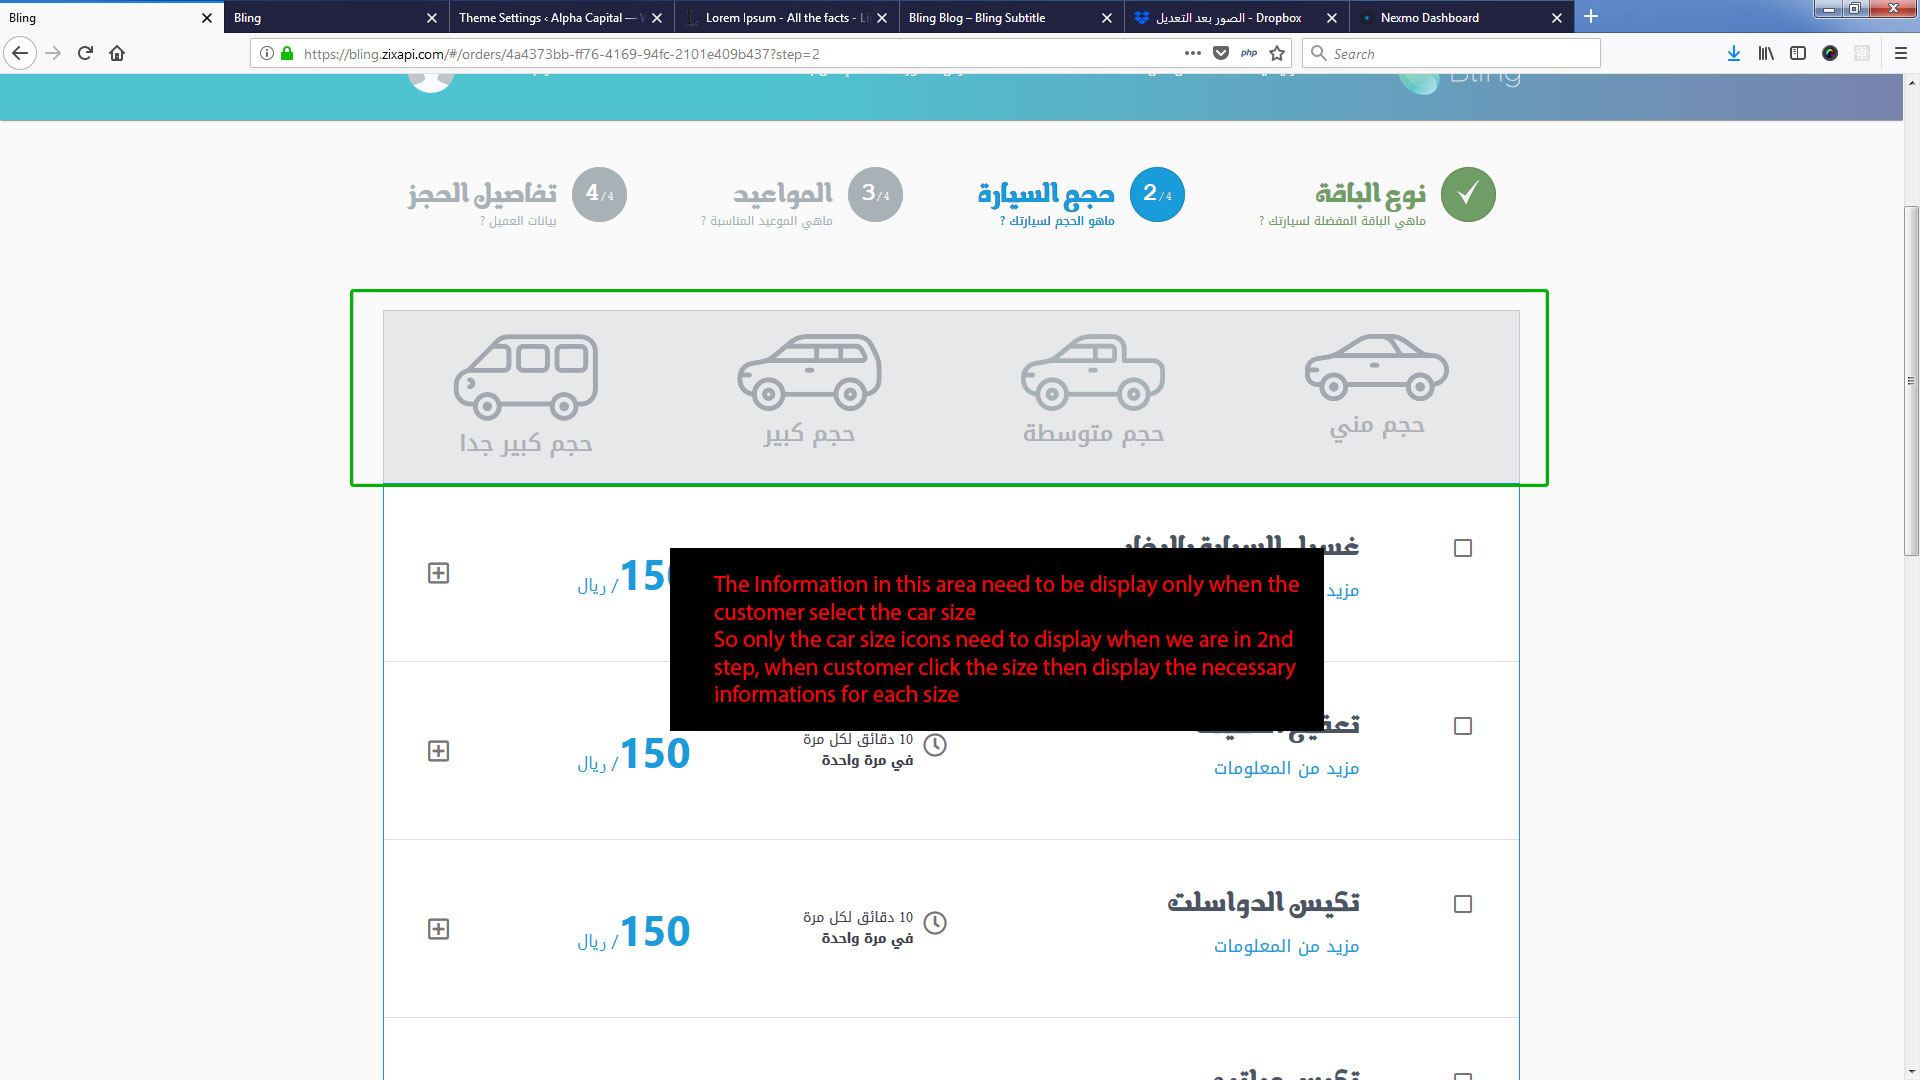 Bling
Bling
Theme Settings ‹ Alpha Capital —
Lorem Ipsum - All the facts -
Bling Blog – Bling Subtitle
الصور بعد التعديل - Dropbox
Nexmo Dashboard
https://bling.zixapi.com/#/orders/4a4373bb-ff76-4169-94fc-2101e409b437?step=2
php
Search
Bling
نوع الباقة
ماهي الباقة المفضلة لسيارتك ؟
2/4
حجم السيارة
ماهو الحجم لسيارتك ؟
3/4
المواعيد
ماهي الموعيد المناسبة ؟
4/4
تفاصيل الحجز
بيانات العميل ؟
حجم مني
حجم متوسطة
حجم كبير
حجم كبير جدا
غسيل السيارة بالبخار
مزيد
150/ ريال
The Information in this area need to be display only when the
customer select the car size
So only the car size icons need to display when we are in 2nd
step, when customer click the size then display the necessary
informations for each size
مزيد من المعلومات
10 دقائق لكل مرة
في مرة واحدة
150/ ريال
تكيس الدواسات
مزيد من المعلومات
10 دقائق لكل مرة
في مرة واحدة
150/ ريال